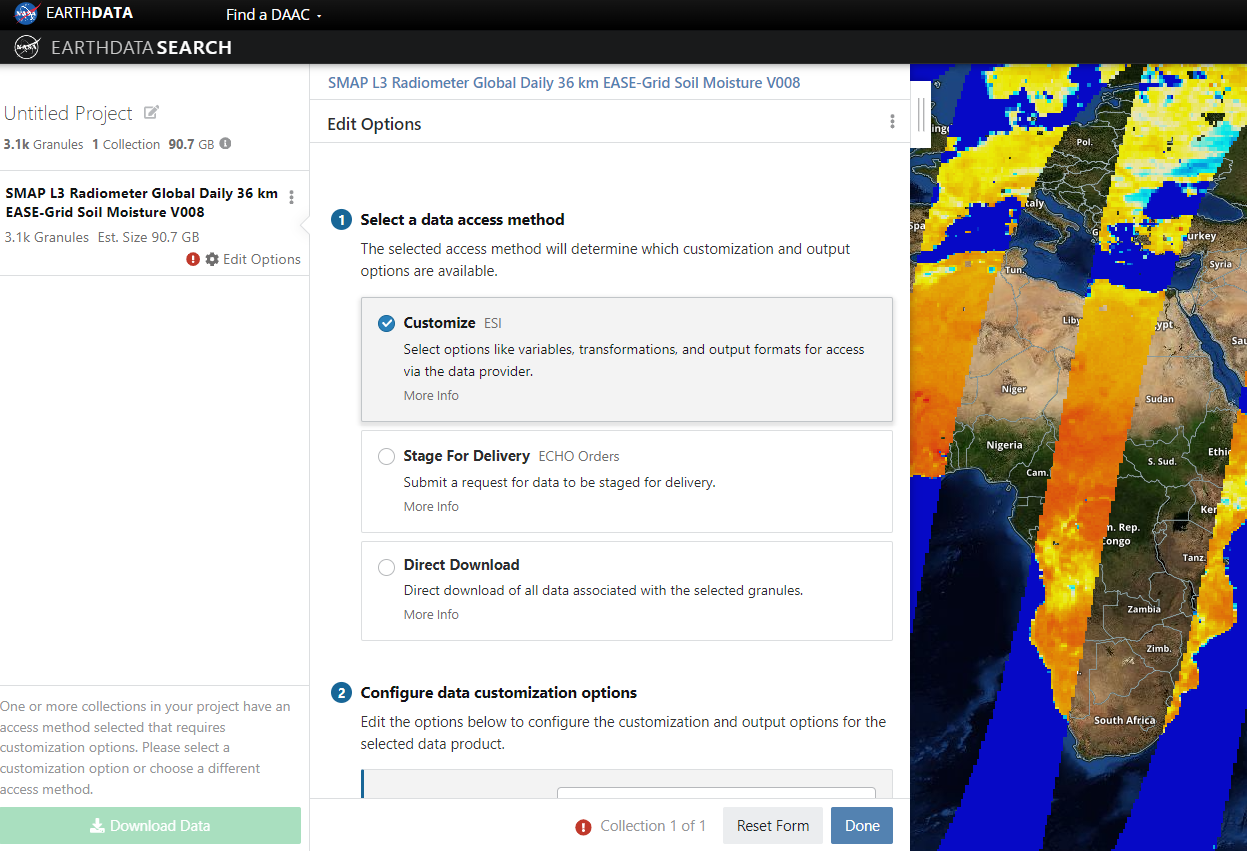 EARTHDATA
Find a DAAC
EARTHDATA SEARCH
Untitled Project
3.1k Granules 1 Collection 90.7 GB
SMAP L3 Radiometer Global Daily 36 km
EASE-Grid Soil Moisture V008
3.1k Granules Est. Size 90.7 GB
Edit Options
One or more collections in your project have an
access method selected that requires
customization options. Please select a
customization option or choose a different
access method.
Download Data
SMAP L3 Radiometer Global Daily 36 km EASE-Grid Soil Moisture V008
Edit Options
1 Select a data access method
The selected access method will determine which customization and output
options are available.
Customize ESI
Select options like variables, transformations, and output formats for access
via the data provider.
More Info
Stage For Delivery ECHO Orders
Submit a request for data to be staged for delivery.
More Info
Direct Download
Direct download of all data associated with the selected granules.
More Info
2 Configure data customization options
Edit the options below to configure the customization and output options for the
selected data product.
Collection 1 of 1
Reset Form
Done
Pol.
taly
urkey
Syria
Tun.
Liby
ypt
Sau
Niger
Sudan
Nigeria
Ethi
S. Sud.
Cam.
Ken
m. Rep.
ongo
Tanz.
Zambia
Zimb.
South Africa